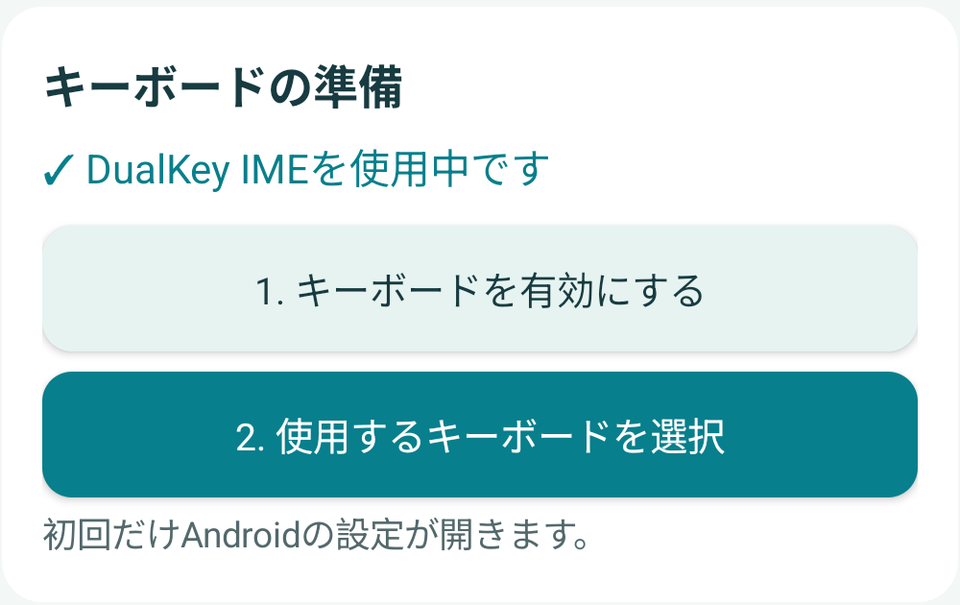 キーボードの準備
✓ DualKey IMEを使用中です
1. キーボードを有効にする
2. 使用するキーボードを選択
初回だけAndroidの設定が開きます。